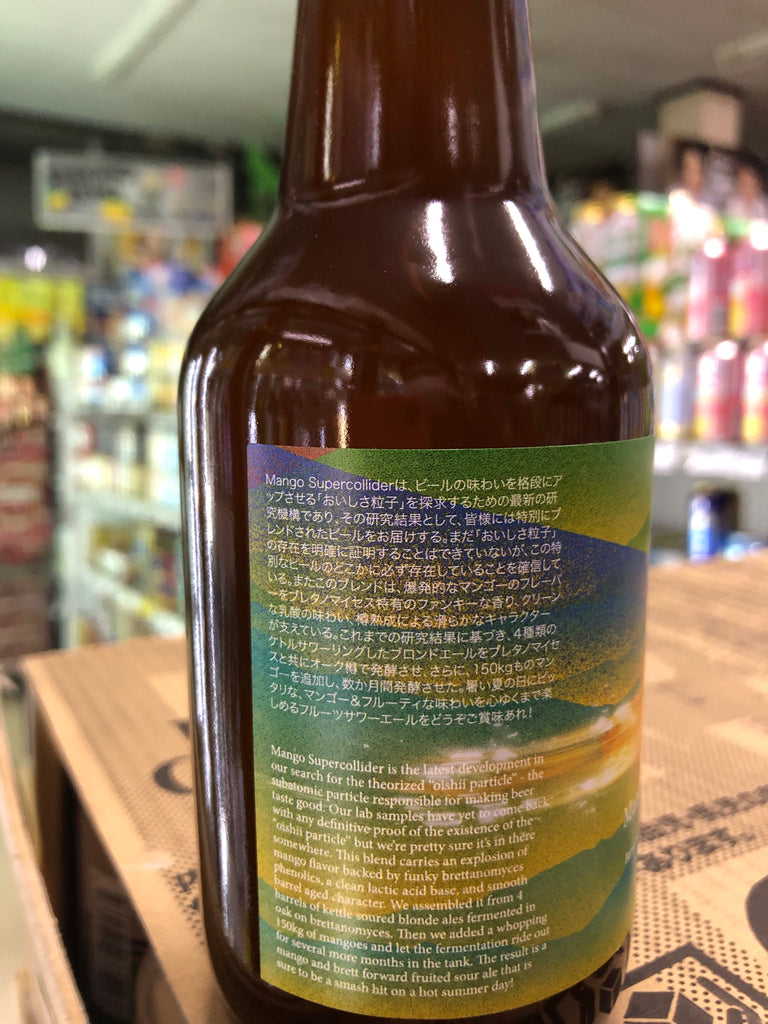 Mango Supercolliderは、ビールの味わいを格段にア
ップさせる「おいしさ粒子」を探求するための最新の研
究機構であり、その研究結果として、皆様には特別にブ
レンドされたビールをお届けする。まだ「おいしさ粒子」
の存在を明確に証明することはできていないが、この特
別なビールのどこかに必ず存在していることを確信して
いる。またこのブレンドは、爆発的なマンゴーのフレーバ
ーをブレタノマイセス特有のファンキーな香り、クリーン
な乳酸の味わい、樽熟成による滑らかなキャラクター
が支えている。これまでの研究結果に基づき、4種類の
ケトルサワーリングしたブロンドエールをブレタノマイセ
スと共にオーク樽で発酵させ、さらに、150kgものマン
ゴーを追加し、数か月間発酵させた。暑い夏の日にピッ
タリな、マンゴー&フルーティな味わいを心ゆくまで楽
しめるフルーツサワーエールをどうぞご賞味あれ！
Mango Supercollider is the latest development in
our search for the theorized "oishii particle" - the
subatomic particle responsible for making beer
taste good. Our lab samples have yet to come back
with any definitive proof of the existence of the
"oishii particle" but we're pretty sure it's in there
somewhere. This blend carries an explosion of
mango flavor backed by funky brettanomyces
phenolics, a clean lactic acid base, and smooth
barrel aged character. We assembled it from 4
barrels of kettle soured blonde ales fermented in
oak on brettanomyces. Then we added a whopping
150kg of mangoes and let the fermentation ride out
for several more months in the tank. The result is a
mango and brett forward fruited sour ale that is
sure to be a smash hit on a hot summer day!